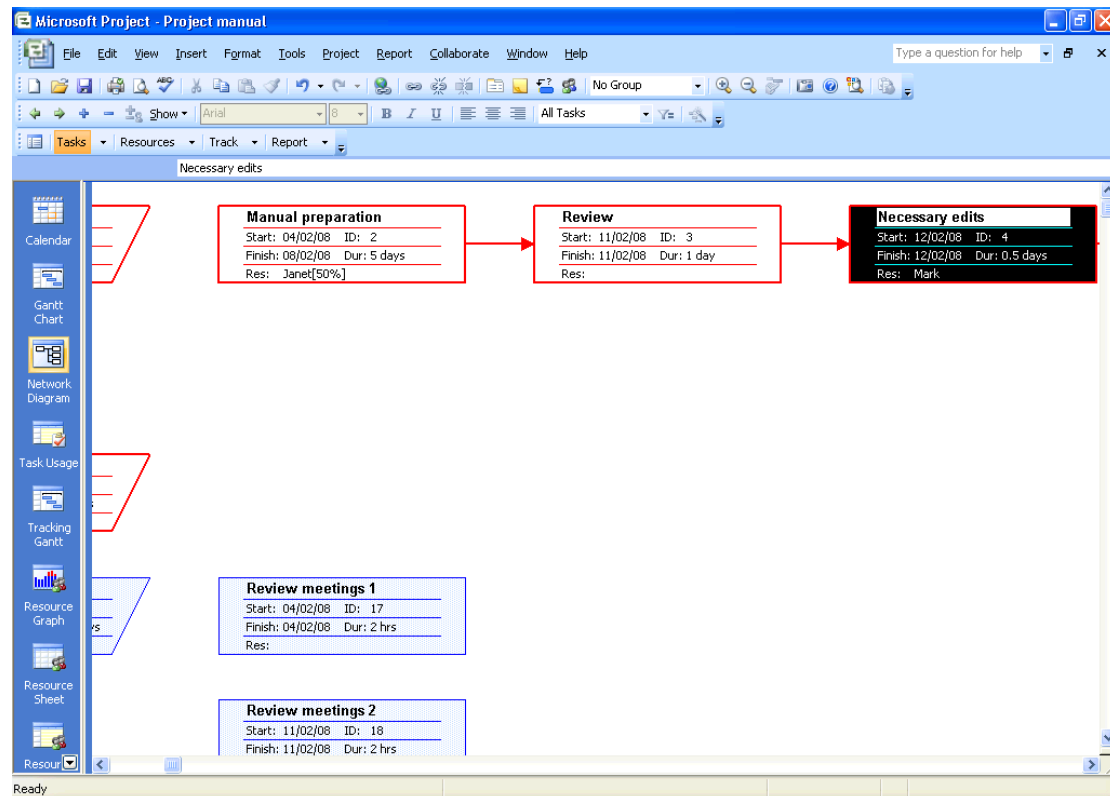 Microsoft Project - Project manual
File Edit View Insert Format Tools Project Report Collaborate Window Help Type a question for help
No Group
Show Arial 8 B I U All Tasks
Tasks Resources Track Report
Necessary edits
Calendar
Gantt
Chart
Network
Diagram
Task Usage
Tracking
Gantt
Resource
Graph
Resource
Sheet
Resour
Manual preparation
Start: 04/02/08 ID: 2
Finish: 08/02/08 Dur: 5 days
Res: Janet[50%]
Review
Start: 11/02/08 ID: 3
Finish: 11/02/08 Dur: 1 day
Res:
Necessary edits
Start: 12/02/08 ID: 4
Finish: 12/02/08 Dur: 0.5 days
Res: Mark
Review meetings 1
Start: 04/02/08 ID: 17
Finish: 04/02/08 Dur: 2 hrs
Res:
Review meetings 2
Start: 11/02/08 ID: 18
Finish: 11/02/08 Dur: 2 hrs
Ready